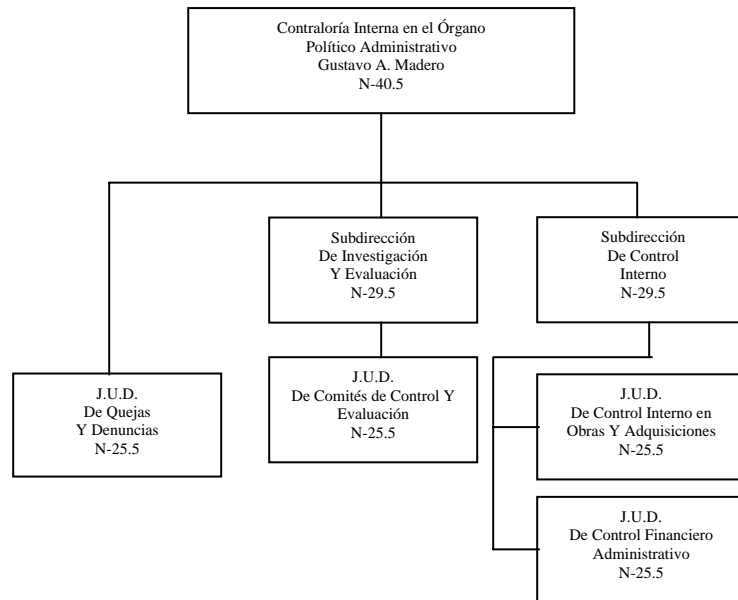 Contraloría Interna en el Órgano
Político Administrativo
Gustavo A. Madero
N-40.5
Subdirección
De Investigación
Y Evaluación
N-29.5
Subdirección
De Control
Interno
N-29.5
J.U.D.
De Quejas
Y Denuncias
N-25.5
J.U.D.
De Comités de Control Y
Evaluación
N-25.5
J.U.D.
De Control Interno en
Obras Y Adquisiciones
N-25.5
J.U.D.
De Control Financiero
Administrativo
N-25.5